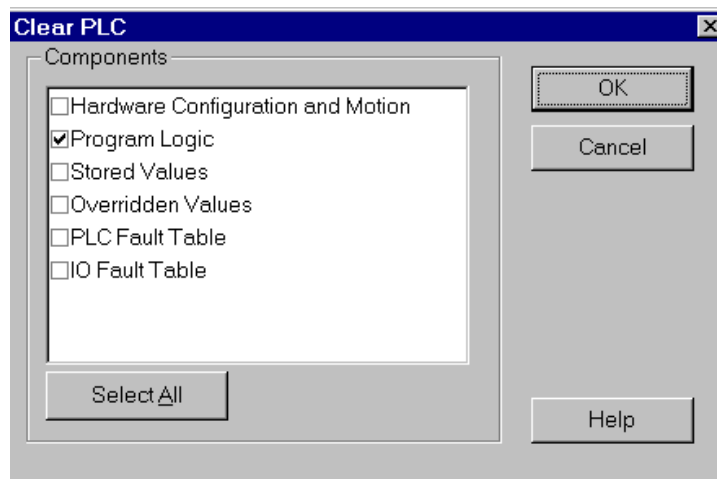 Clear PLC
Components
Hardware Configuration and Motion
Program Logic
Stored Values
Overridden Values
PLC Fault Table
IO Fault Table
Select All
OK
Cancel
Help